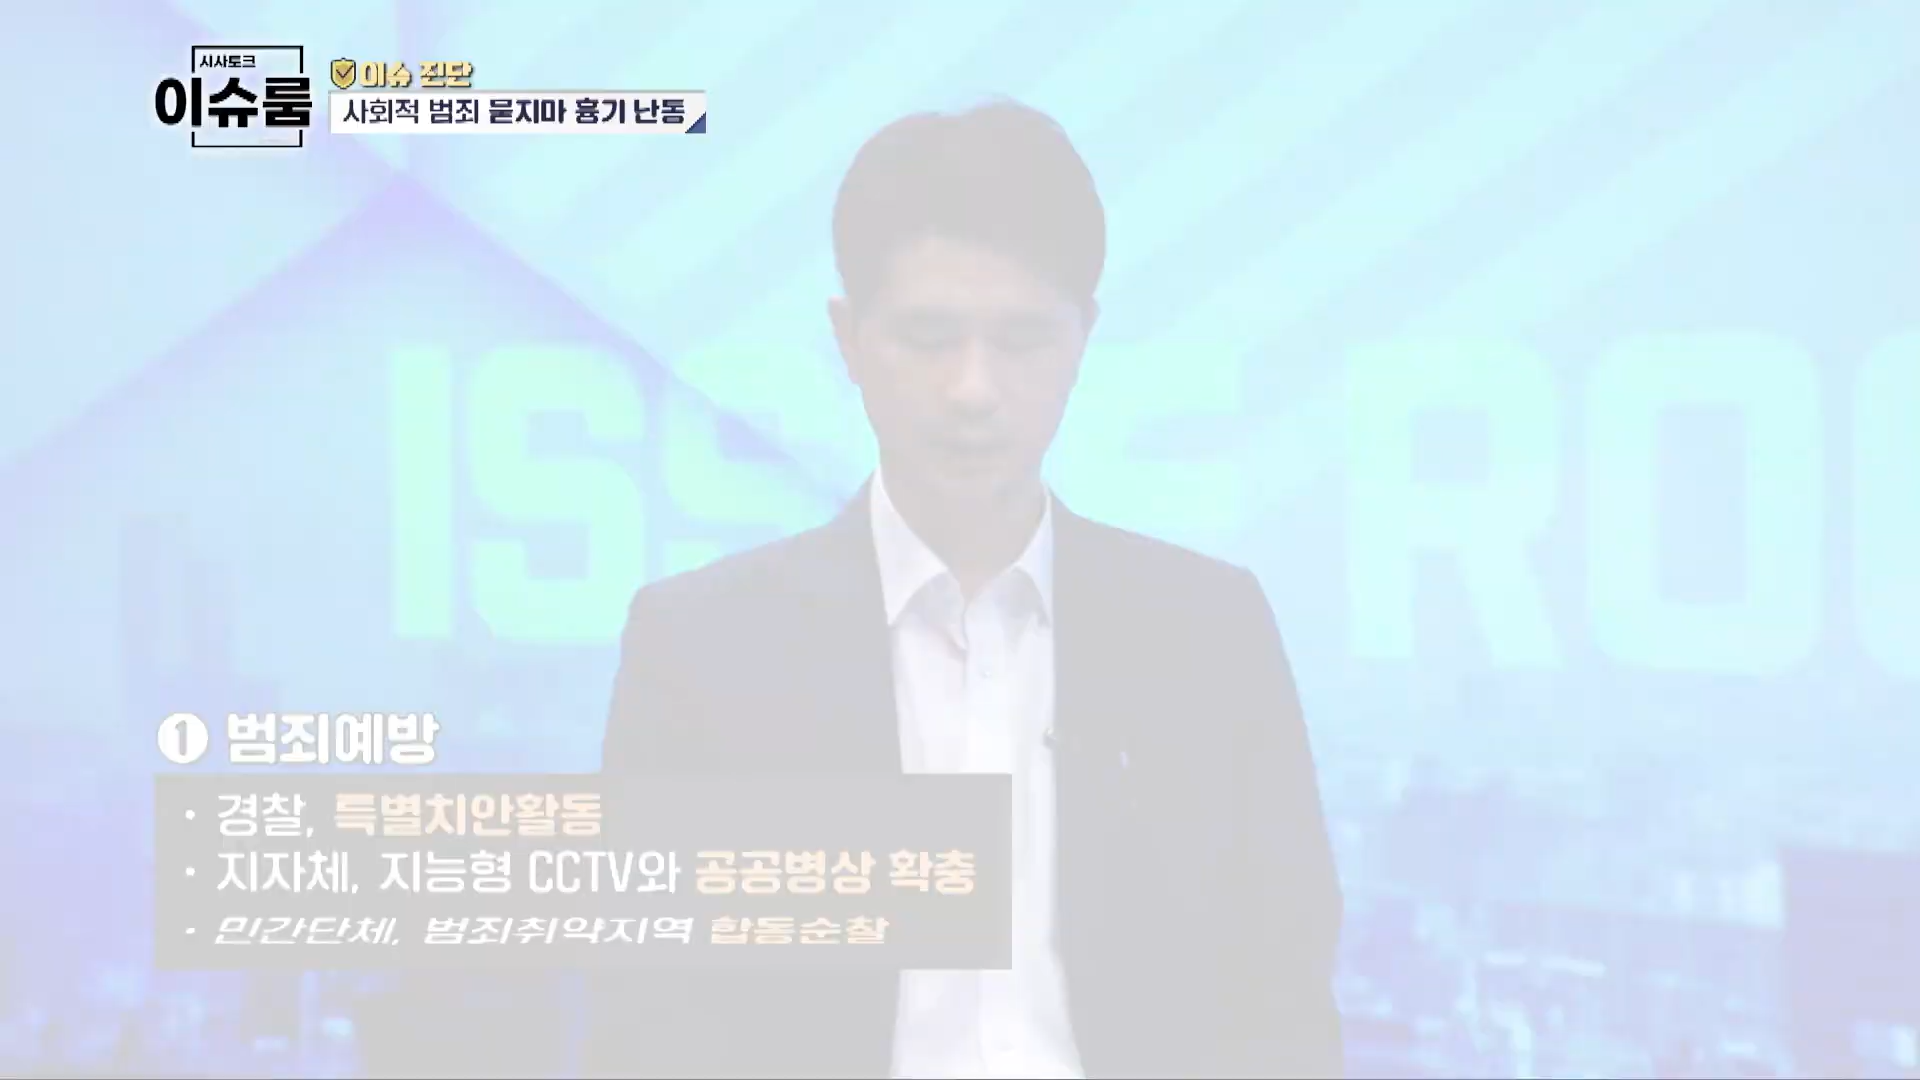 시사토크
이슈룸
이슈 진단
사회적 범죄 묻지마 흉기 난동
ISS E ROO
❶ 범죄예방
· 경찰, 특별치안활동
· 지자체, 지능형 CCTV와 공공병상 확충
· 민간단체, 범죄취약지역 합동순찰